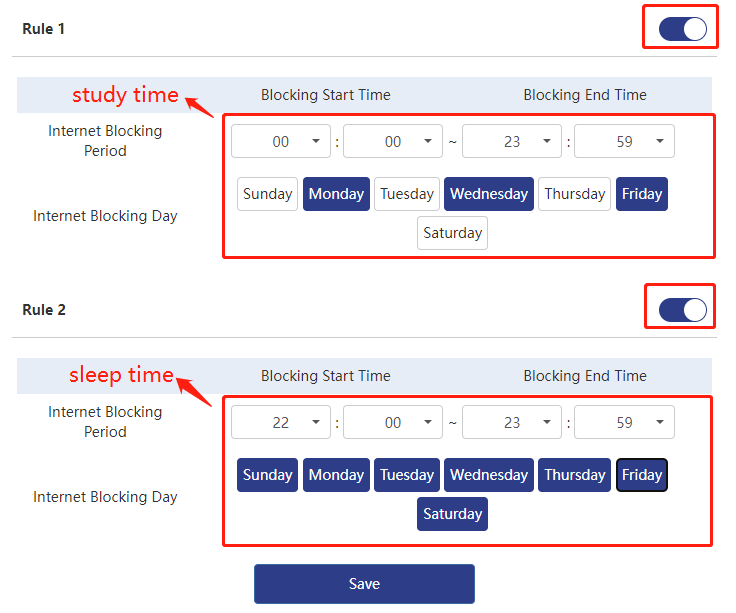 Rule 1
study time Blocking Start Time Blocking End Time
Internet Blocking
Period
00 : 00 ~ 23 : 59
Internet Blocking Day
Sunday Monday Tuesday Wednesday Thursday Friday
Saturday
Rule 2
sleep time Blocking Start Time Blocking End Time
Internet Blocking
Period
22 : 00 ~ 23 : 59
Internet Blocking Day
Sunday Monday Tuesday Wednesday Thursday Friday
Saturday
Save